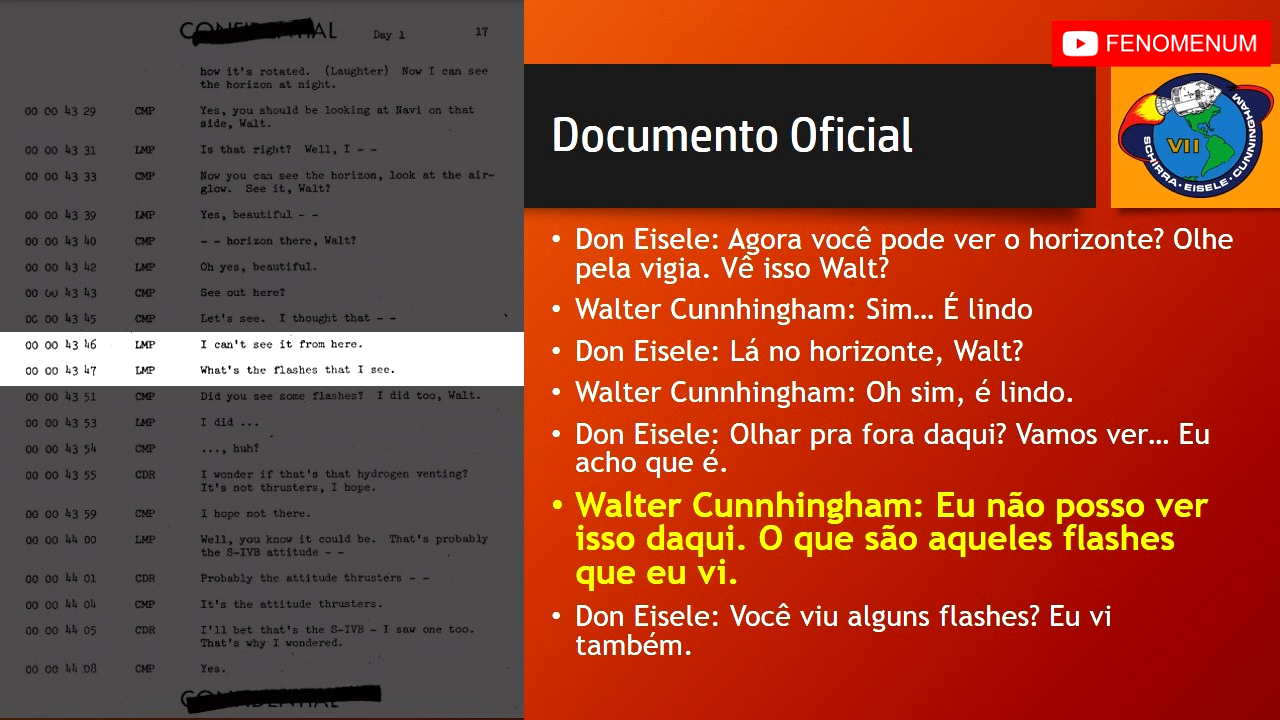 CONFIDENTIAL
Day 1
17
how it's rotated. (Laughter) Now I can see
the horizon at night.
00 00 43 29 CMP Yes, you should be looking at Navi on that
side, Walt.
00 00 43 31 LMP Is that right? Well, I - -
00 00 43 33 CMP Now you can see the horizon, look at the air-
glow. See it, Walt?
00 00 43 39 LMP Yes, beautiful - -
00 00 43 40 CMP - - horizon there, Walt?
00 00 43 42 LMP Oh yes, beautiful.
00 00 43 43 CMP See out here?
00 00 43 45 CMP Let's see. I thought that - -
00 00 43 46 LMP I can't see it from here.
00 00 43 47 LMP What's the flashes that I see.
00 00 43 51 CMP Did you see some flashes? I did too, Walt.
00 00 43 53 LMP I did ...
00 00 43 54 CMP ..., huh?
00 00 43 55 CDR I wonder if that's that hydrogen venting?
It's not thrusters, I hope.
00 00 43 59 CMP I hope not there.
00 00 44 00 LMP Well, you know it could be. That's probably
the S-IVB attitude - -
00 00 44 01 CDR Probably the attitude thrusters - -
00 00 44 04 CMP It's the attitude thrusters.
00 00 44 05 CDR I'll bet that's the S-IVB - I saw one too.
That's why I wondered.
00 00 44 08 CMP Yes.
CONFIDENTIAL
FENOMENUM
Documento Oficial
VII
SCHIRRA · EISELE · CUNNINGHAM
• Don Eisele: Agora você pode ver o horizonte? Olhe
pela vigia. Vê isso Walt?
• Walter Cunnhingham: Sim… É lindo
• Don Eisele: Lá no horizonte, Walt?
• Walter Cunnhingham: Oh sim, é lindo.
• Don Eisele: Olhar pra fora daqui? Vamos ver… Eu
acho que é.
• Walter Cunnhingham: Eu não posso ver
isso daqui. O que são aqueles flashes
que eu vi.
• Don Eisele: Você viu alguns flashes? Eu vi
também.